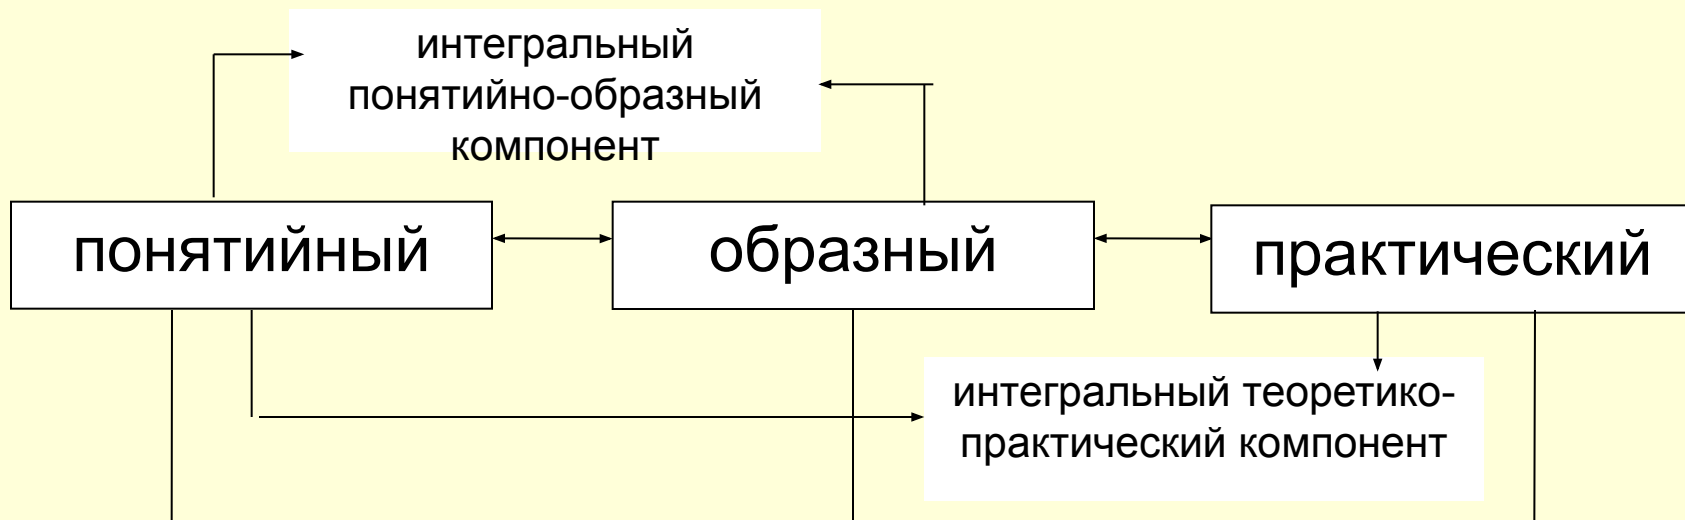 интегральный
понятийно-образный
компонент
понятийный
образный
практический
интегральный теоретико-
практический компонент